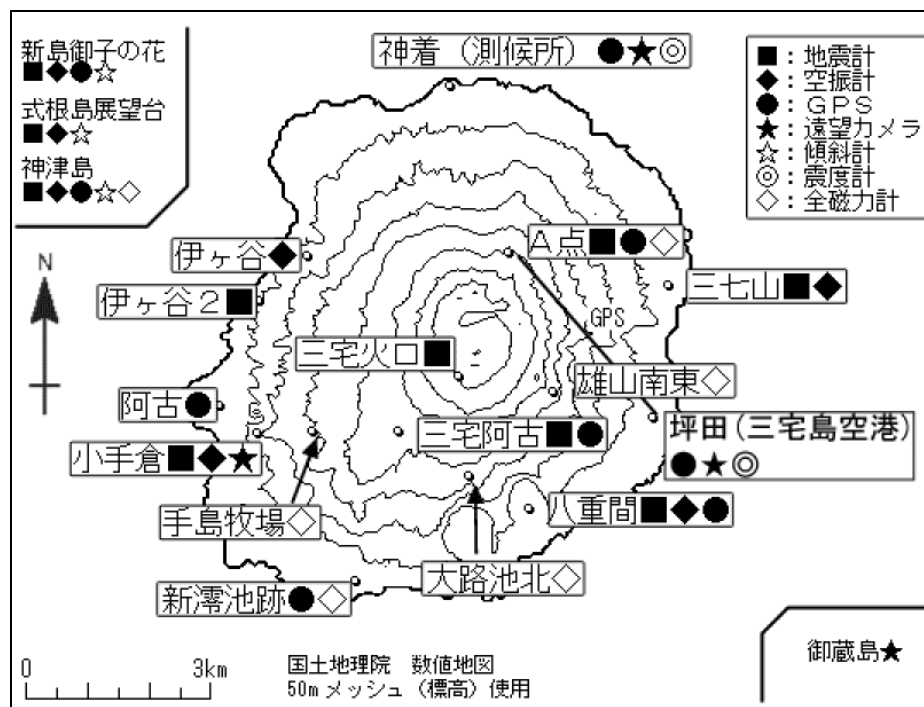 新島御子の花
■◆●☆
式根島展望台
■◆☆
神津島
■◆●☆◇
神着（測候所）●★◎
■：地震計
◆：空振計
●：ＧＰＳ
★：遠望カメラ
☆：傾斜計
◎：震度計
◇：全磁力計
N
伊ヶ谷◆
Ａ点■●◇
伊ヶ谷２■
三七山■◆
GPS
三宅火口■
雄山南東◇
阿古●
G
三宅阿古■●
坪田（三宅島空港）
●★◎
小手倉■◆★
手島牧場◇
八重間■◆●
大路池北◇
新澪池跡●◇
御蔵島★
0 3km
国土地理院 数値地図
50mメッシュ（標高）使用